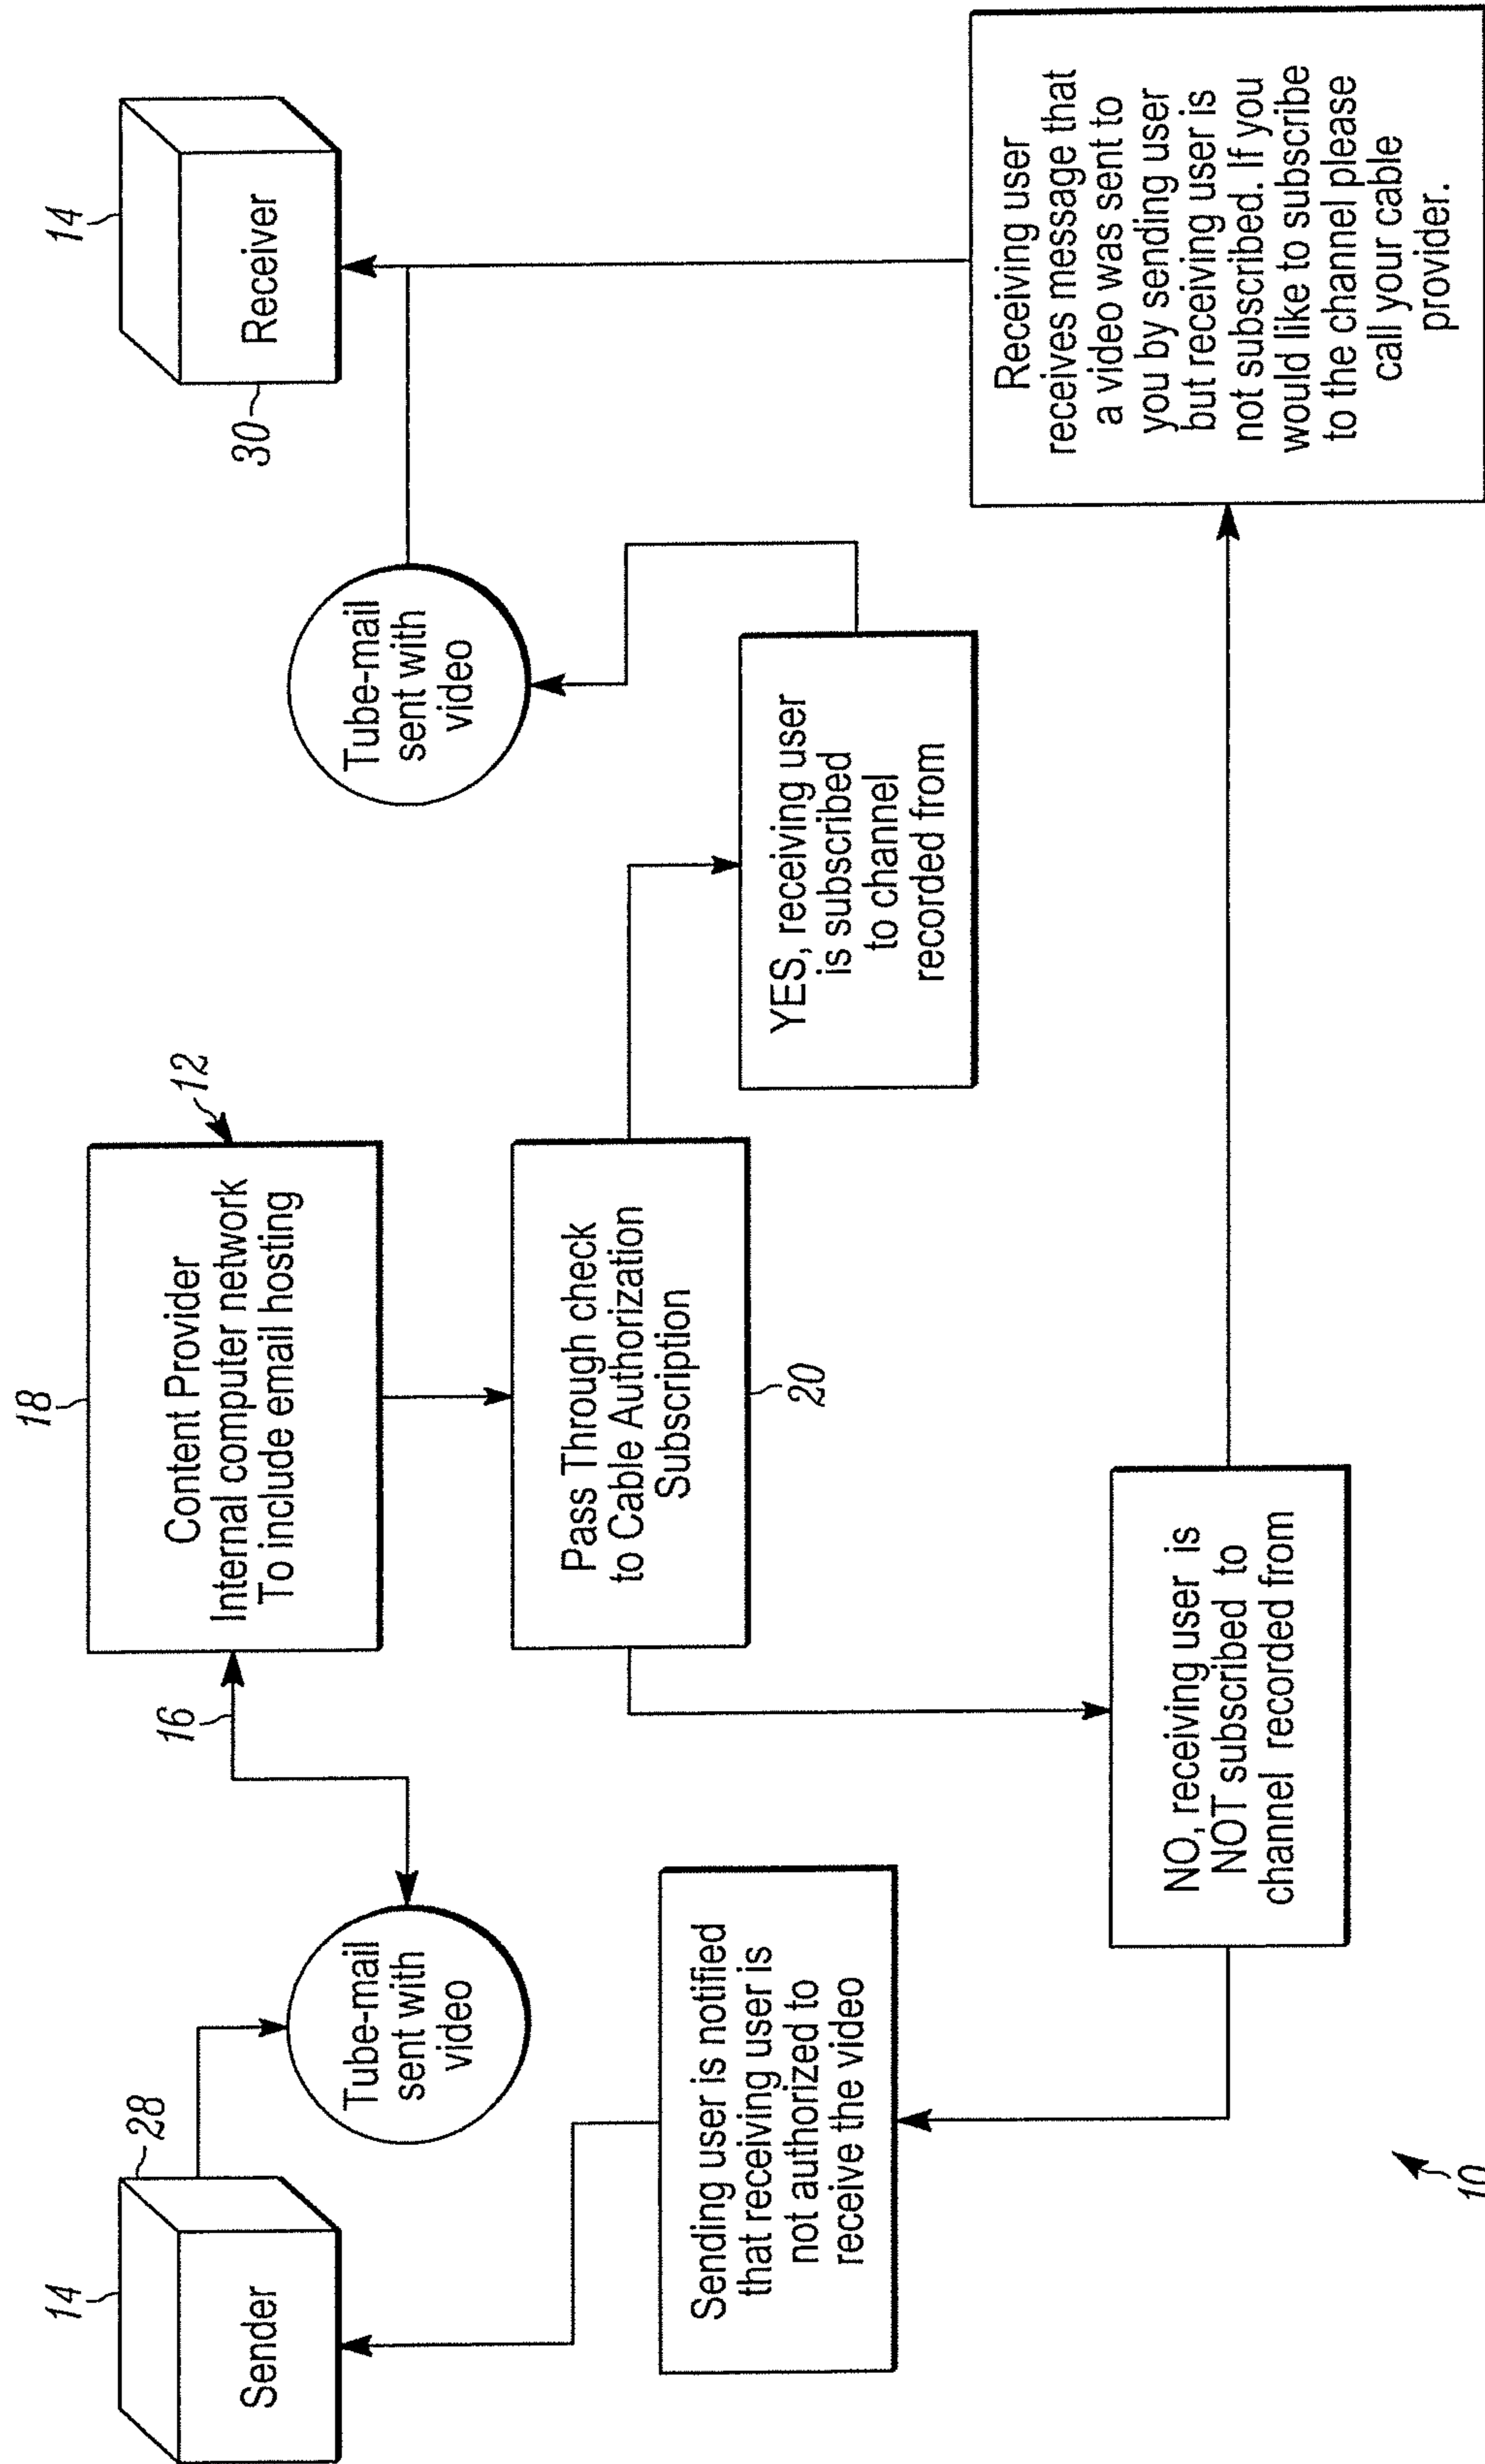 14
28
Sender
Tube-mail
sent with
video
16
18
12
Content Provider
Internal computer network
To include email hosting
14
30
Receiver
Tube-mail
sent with
video
Pass Through check
to Cable Authorization
Subscription
20
YES, receiving user
is subscribed
to channel
recorded from
Sending user is notified
that receiving user is
not authorized to
receive the video
NO, receiving user is
NOT subscribed to
channel recorded from
Receiving user
receives message that
a video was sent to
you by sending user
but receiving user is
not subscribed. If you
would like to subscribe
to the channel please
call your cable
provider.
10